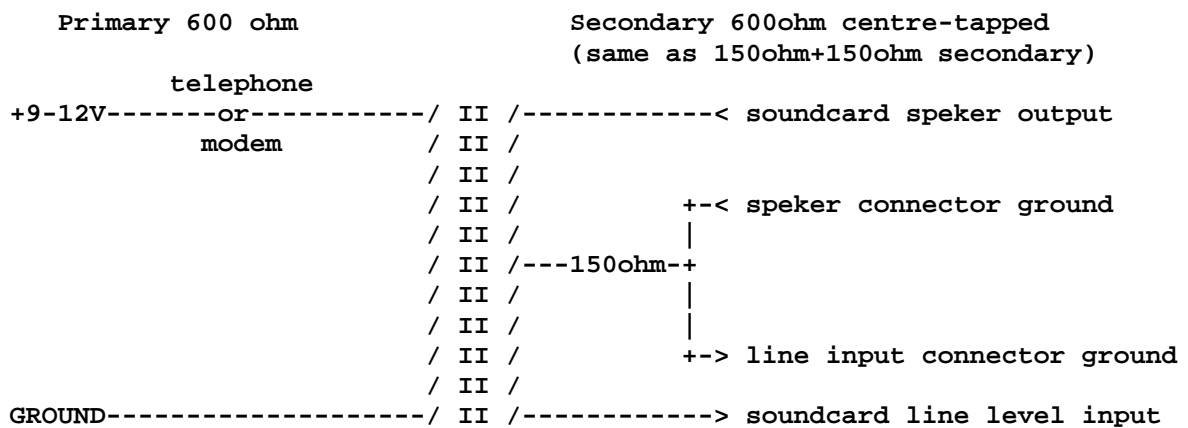 Primary 600 ohm Secondary 600ohm centre-tapped
(same as 150ohm+150ohm secondary)
telephone
+9-12V-------or-----------/ II /------------< soundcard speker output
modem / II /
/ II /
/ II / +-< speker connector ground
/ II / |
/ II /---150ohm-+
/ II / |
/ II / |
/ II / +-> line input connector ground
/ II /
GROUND--------------------/ II /------------> soundcard line level input